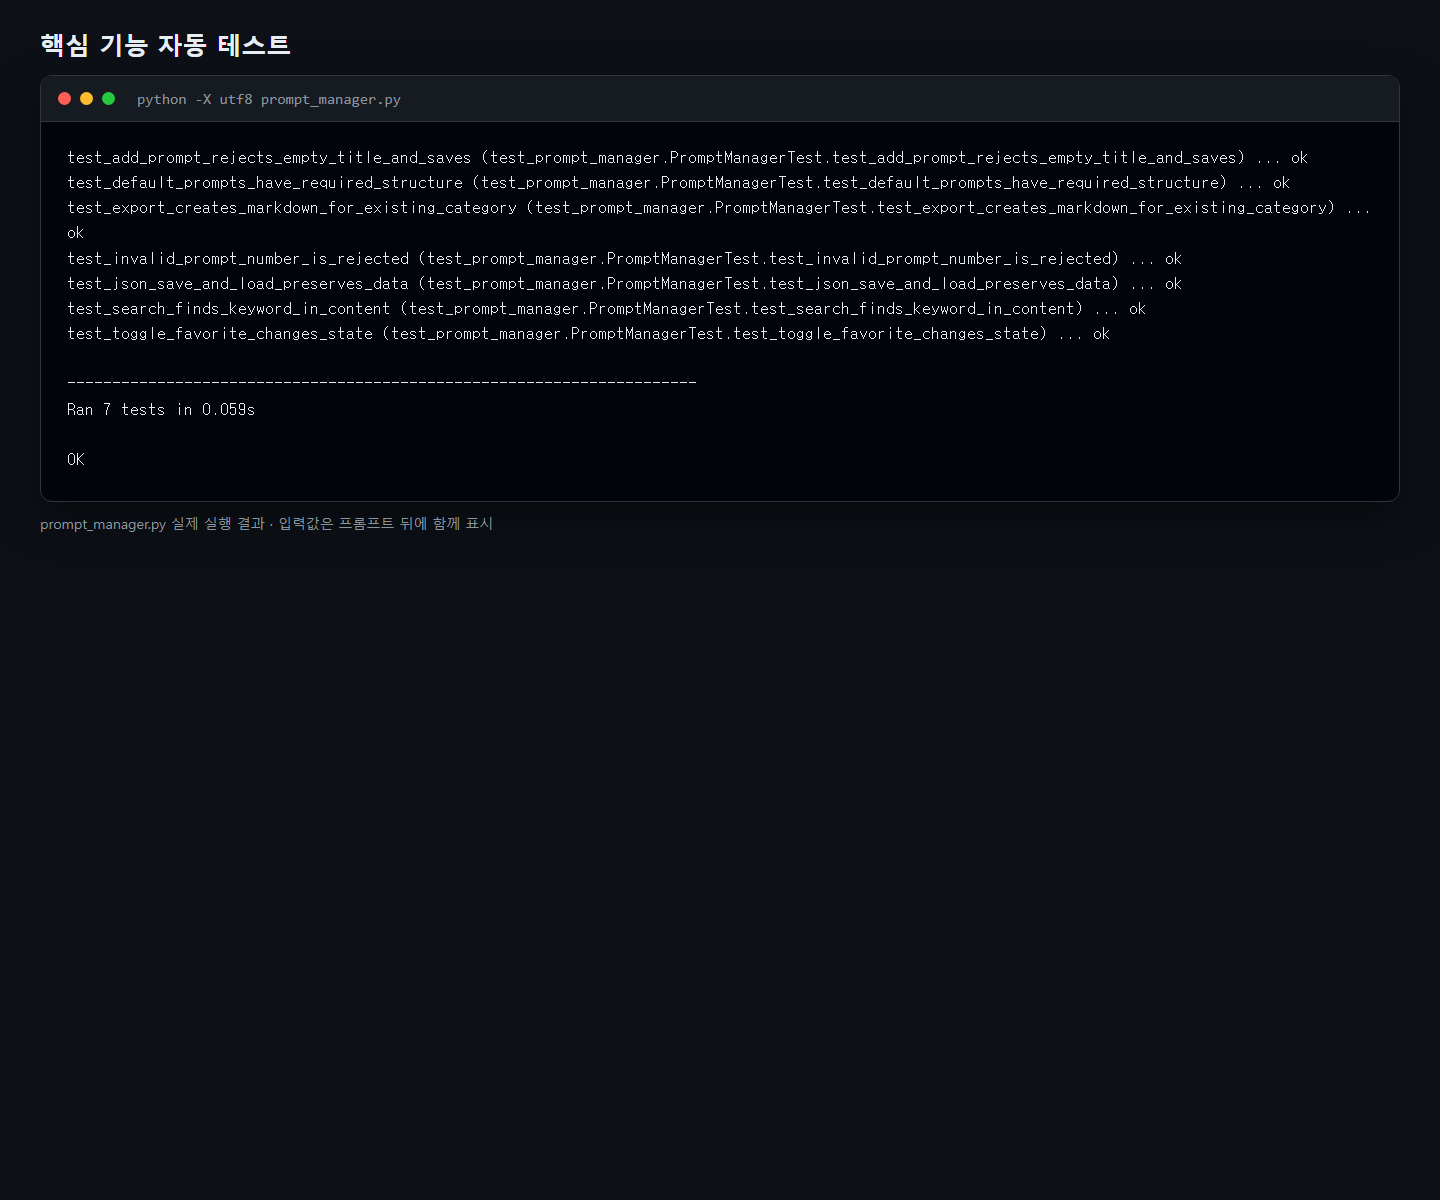 핵심 기능 자동 테스트
python -X utf8 prompt_manager.py
test_add_prompt_rejects_empty_title_and_saves (test_prompt_manager.PromptManagerTest.test_add_prompt_rejects_empty_title_and_saves) ... ok
test_default_prompts_have_required_structure (test_prompt_manager.PromptManagerTest.test_default_prompts_have_required_structure) ... ok
test_export_creates_markdown_for_existing_category (test_prompt_manager.PromptManagerTest.test_export_creates_markdown_for_existing_category) ...
ok
test_invalid_prompt_number_is_rejected (test_prompt_manager.PromptManagerTest.test_invalid_prompt_number_is_rejected) ... ok
test_json_save_and_load_preserves_data (test_prompt_manager.PromptManagerTest.test_json_save_and_load_preserves_data) ... ok
test_search_finds_keyword_in_content (test_prompt_manager.PromptManagerTest.test_search_finds_keyword_in_content) ... ok
test_toggle_favorite_changes_state (test_prompt_manager.PromptManagerTest.test_toggle_favorite_changes_state) ... ok
----------------------------------------------------------------------
Ran 7 tests in 0.059s
OK
prompt_manager.py 실제 실행 결과 · 입력값은 프롬프트 뒤에 함께 표시